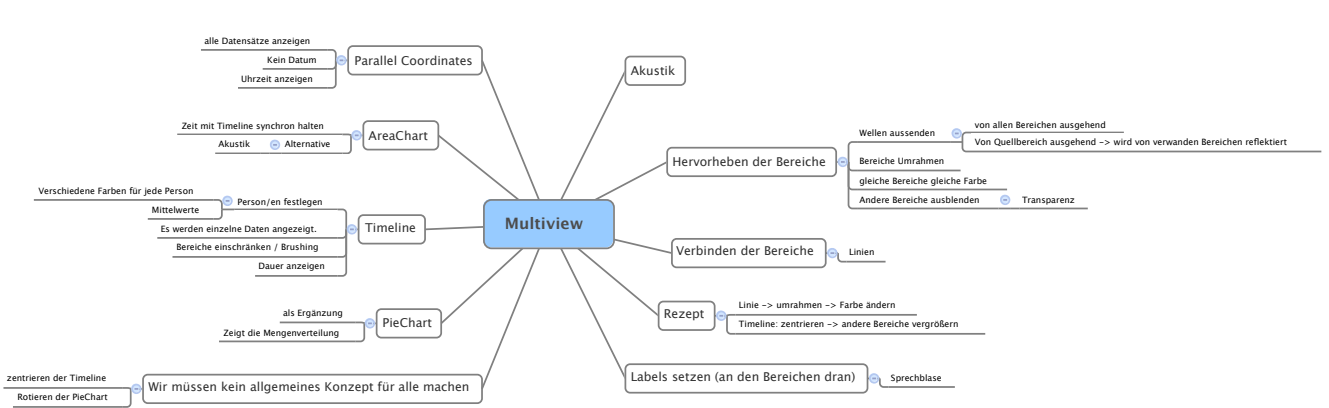 Multiview
Parallel Coordinates
alle Datensätze anzeigen
Kein Datum
Uhrzeit anzeigen
AreaChart
Zeit mit Timeline synchron halten
Alternative
Akustik
Timeline
Person/en festlegen
Verschiedene Farben für jede Person
Mittelwerte
Es werden einzelne Daten angezeigt.
Bereiche einschränken / Brushing
Dauer anzeigen
PieChart
als Ergänzung
Zeigt die Mengenverteilung
Wir müssen kein allgemeines Konzept für alle machen
zentrieren der Timeline
Rotieren der PieChart
Akustik
Hervorheben der Bereiche
Wellen aussenden
von allen Bereichen ausgehend
Von Quellbereich ausgehend -> wird von verwanden Bereichen reflektiert
Bereiche Umrahmen
gleiche Bereiche gleiche Farbe
Andere Bereiche ausblenden
Transparenz
Verbinden der Bereiche
Linien
Rezept
Linie -> umrahmen -> Farbe ändern
Timeline: zentrieren -> andere Bereiche vergrößern
Labels setzen (an den Bereichen dran)
Sprechblase